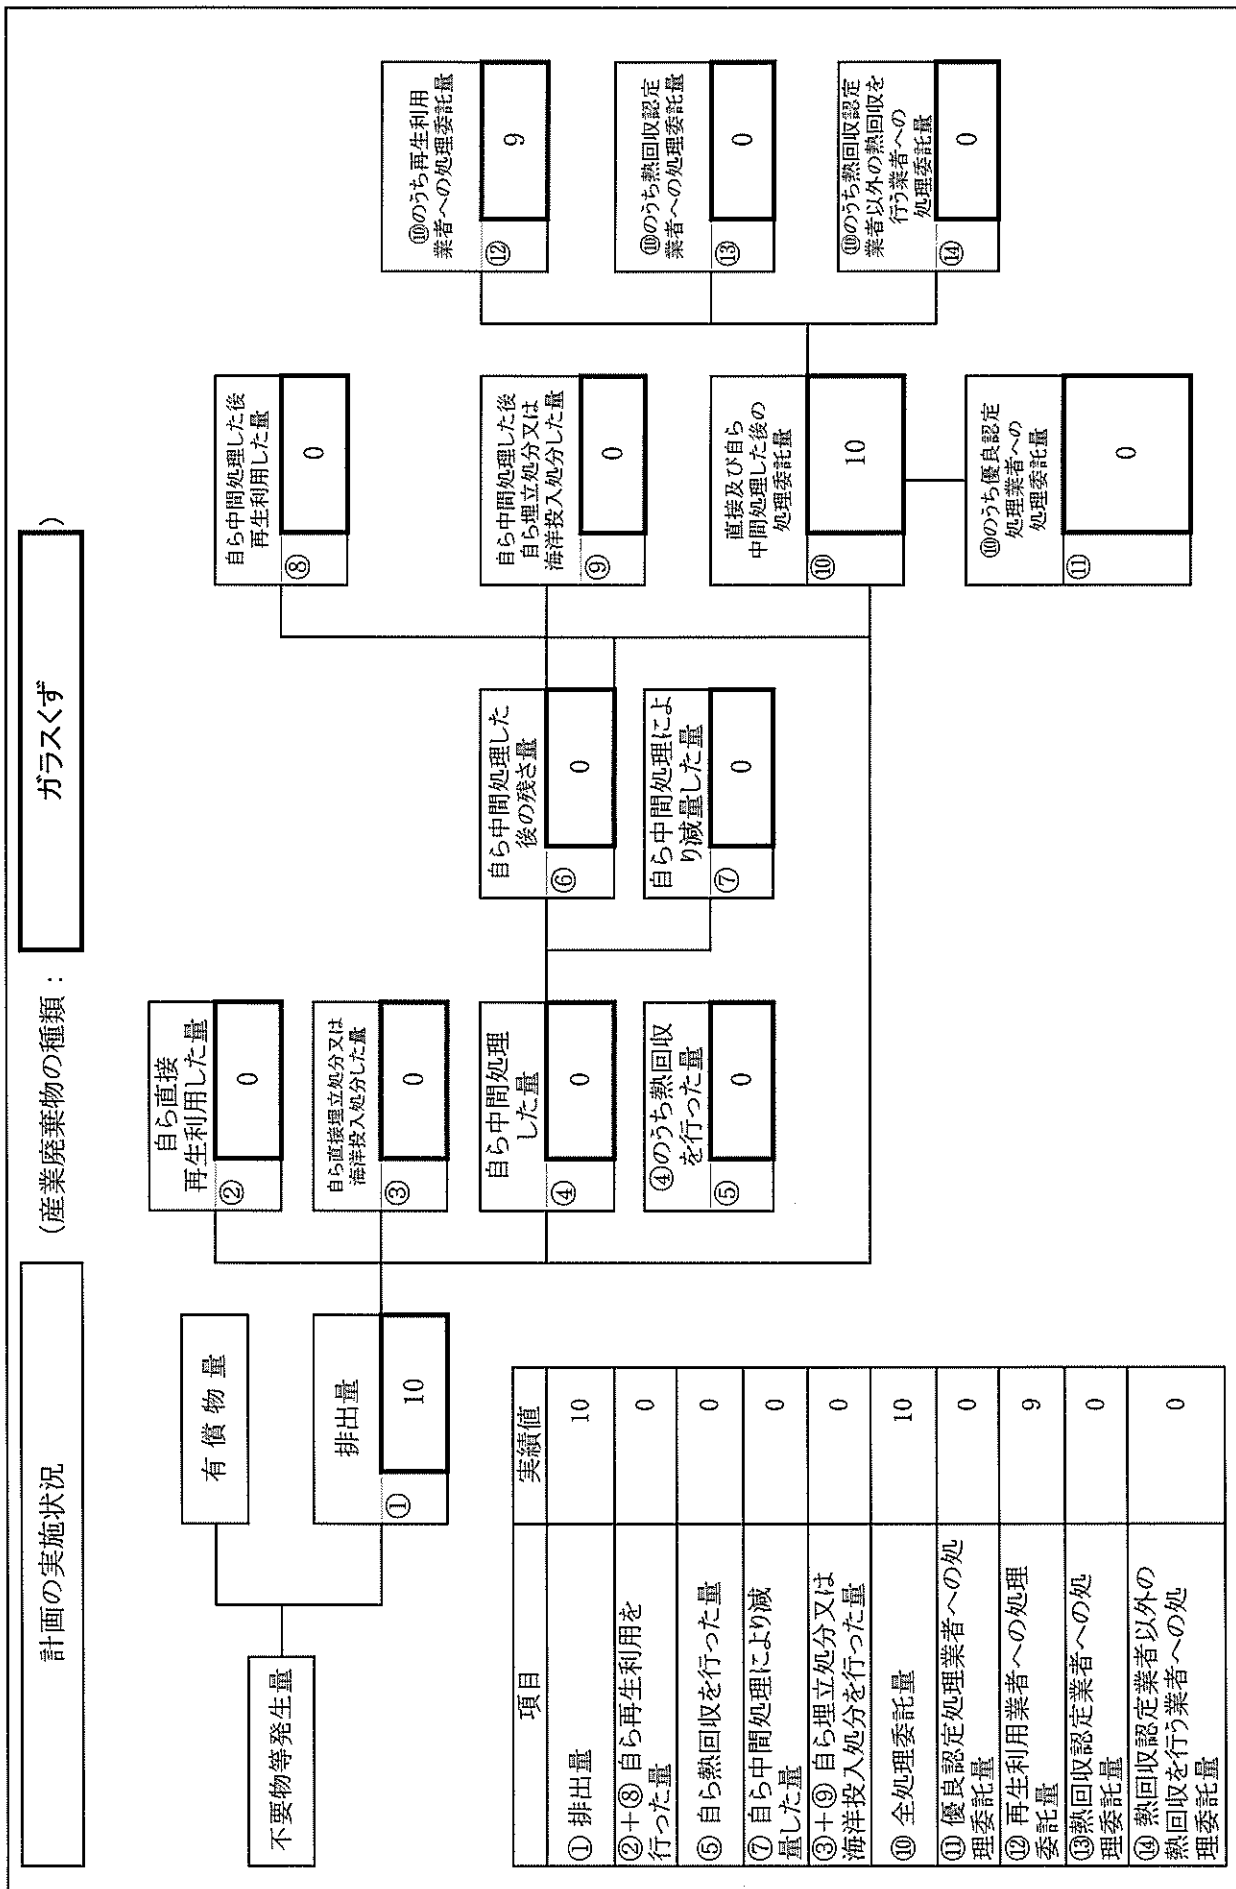 計画の実施状況
(産業廃棄物の種類:
ガラスくず
)
不要物等発生量
有償物量
排出量
①
10
自ら直接
再生利用した量
②
0
自ら直接埋立処分又は
海洋投入処分した量
③
0
自ら中間処理
した量
④
0
④のうち熱回収
を行った量
⑤
0
自ら中間処理した
後の残さ量
⑥
0
自ら中間処理によ
り減量した量
⑦
0
自ら中間処理した後
再生利用した量
⑧
0
自ら中間処理した後
自ら埋立処分又は
海洋投入処分した量
⑨
0
直接及び自ら
中間処理した後の
処理委託量
⑩
10
⑩のうち優良認定
処理業者への
処理委託量
⑪
0
⑩のうち再生利用
業者への処理委託量
⑫
9
⑩のうち熱回収認定
業者への処理委託量
⑬
0
⑩のうち熱回収認定
業者以外の熱回収を
行う業者への
処理委託量
⑭
0
項目
実績値
① 排出量
10
②+⑧ 自ら再生利用を
行った量
0
⑤ 自ら熱回収を行った量
0
⑦ 自ら中間処理により減
量した量
0
③+⑨ 自ら埋立処分又は
海洋投入処分を行った量
0
⑩ 全処理委託量
10
⑪ 優良認定処理業者への処
理委託量
0
⑫ 再生利用業者への処理
委託量
9
⑬熱回収認定業者への処
理委託量
0
⑭ 熱回収認定業者以外の
熱回収を行う業者への処
理委託量
0